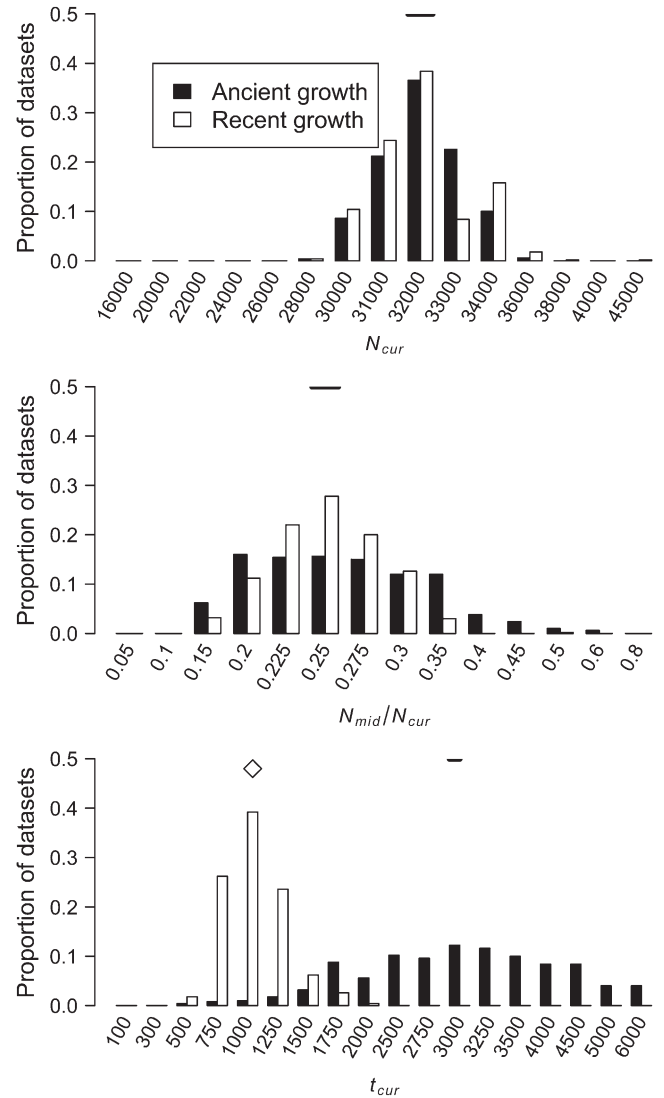 Proportion of datasets
0.5
0.4
0.3
0.2
0.1
0.0
Ancient growth
Recent growth
16000 20000 22000 24000 26000 28000 30000 31000 32000 33000 34000 36000 38000 40000 45000
N cur
Proportion of datasets
0.5
0.4
0.3
0.2
0.1
0.0
0.05 0.1 0.15 0.2 0.225 0.25 0.275 0.3 0.35 0.4 0.45 0.5 0.6 0.8
N mid / N cur
Proportion of datasets
0.5
0.4
0.3
0.2
0.1
0.0
100 300 500 750 1000 1250 1500 1750 2000 2500 2750 3000 3250 3500 4000 4500 5000 6000
t cur